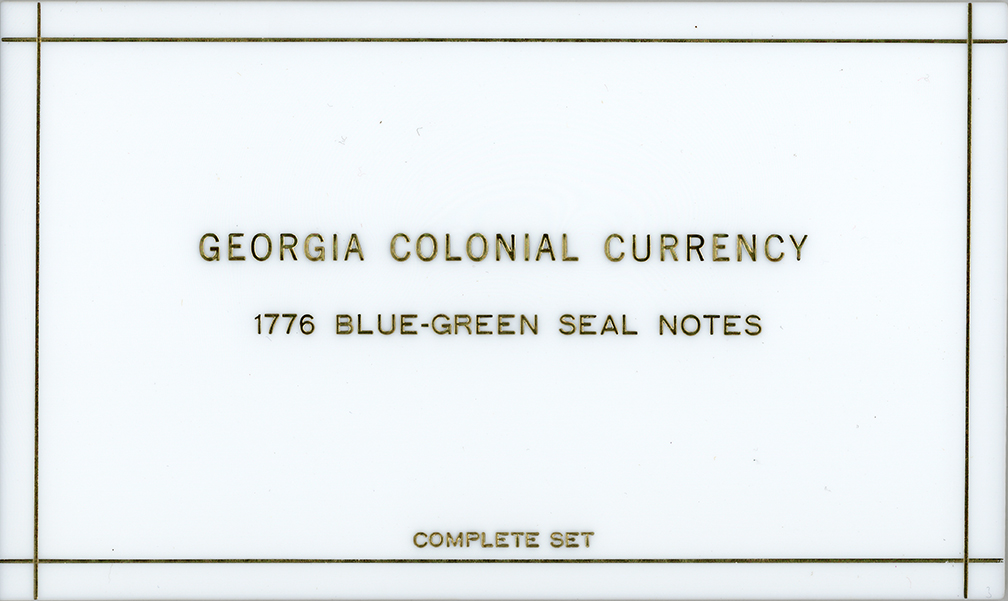 GEORGIA COLONIAL CURRENCY
1776 BLUE-GREEN SEAL NOTES
COMPLETE SET